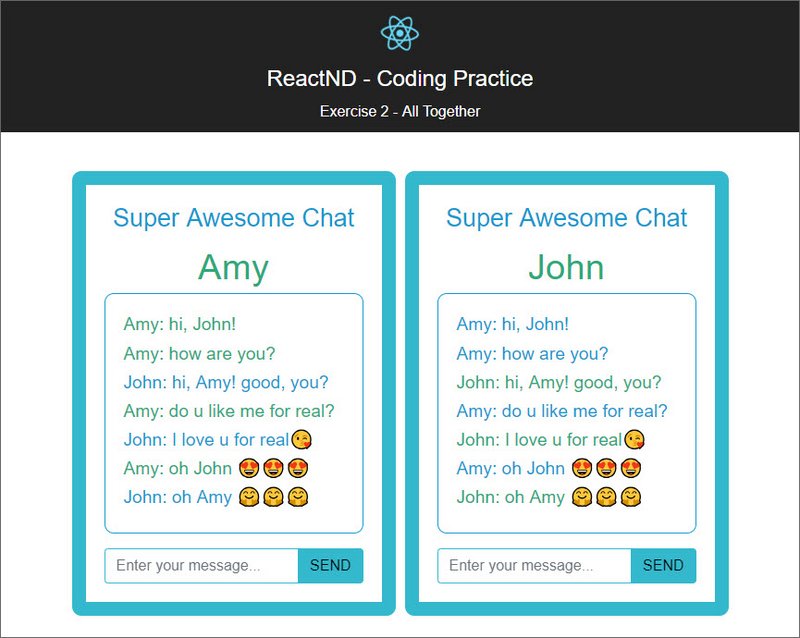 ReactND - Coding Practice
Exercise 2 - All Together
Super Awesome Chat
Amy
Amy: hi, John!
Amy: how are you?
John: hi, Amy! good, you?
Amy: do u like me for real?
John: I love u for real😘
Amy: oh John 😍😍😍
John: oh Amy 🤗🤗🤗
Enter your message...
SEND
Super Awesome Chat
John
Amy: hi, John!
Amy: how are you?
John: hi, Amy! good, you?
Amy: do u like me for real?
John: I love u for real😘
Amy: oh John 😍😍😍
John: oh Amy 🤗🤗🤗
Enter your message...
SEND